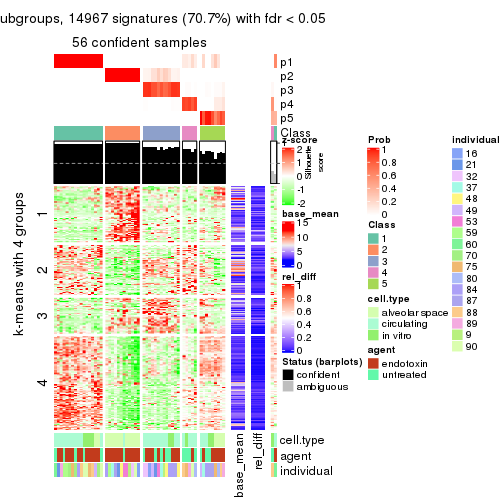 ubgroups, 14967 signatures (70.7%) with fdr < 0.05
56 confident samples
p1
p2
p3
p4
p5
Class
Silhouette
score
k-means with 4 groups
1
2
3
4
z-score
2
1
0
-1
-2
base_mean
15
10
5
0
rel_diff
1
0.8
0.6
0.4
0.2
0
Status (barplots)
confident
ambiguous
Prob
1
0.8
0.6
0.4
0.2
0
Class
1
2
3
4
5
cell.type
alveolar space
circulating
in vitro
agent
endotoxin
untreated
individual
16
21
32
37
48
49
53
59
60
70
75
80
84
87
88
89
9
90
cell.type
agent
individual
base_mean
rel_diff